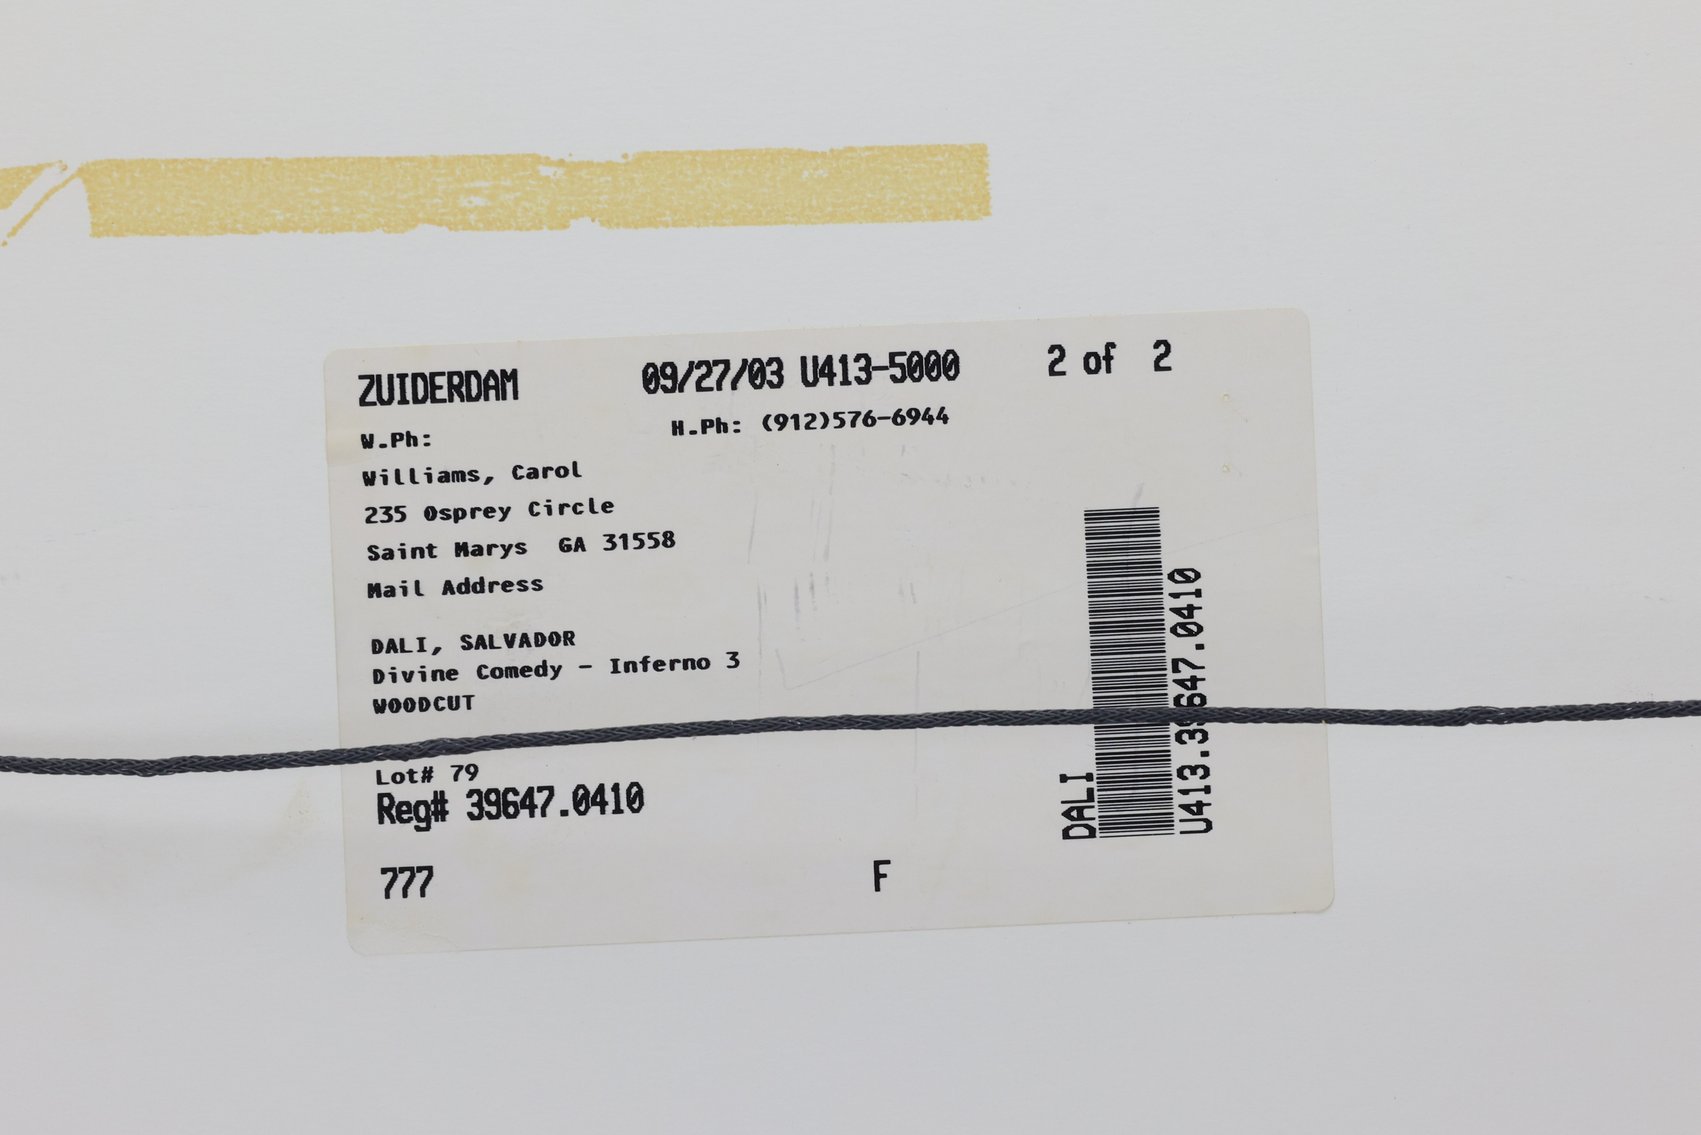 ZUIDERDAM 09/27/03 U413-5000 2 of 2
W.Ph: H.Ph: (912)576-6944
Williams, Carol
235 Osprey Circle
Saint Marys GA 31558
Mail Address
DALI, SALVADOR
Divine Comedy - Inferno 3
WOODCUT
Lot# 79
Reg# 39647.0410
777 F
DALI
U413.39647.0410